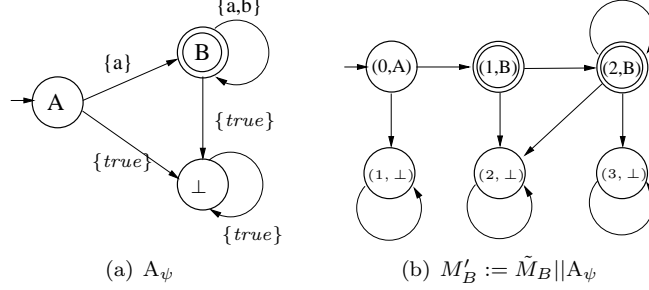 {a,b}
B
{a}
A
{true}
{true}
⊥
{true}
(a) A_ψ
(0,A)
(1,B)
(2,B)
(1, ⊥)
(2, ⊥)
(3, ⊥)
(b) M′_B := M̃_B||A_ψ